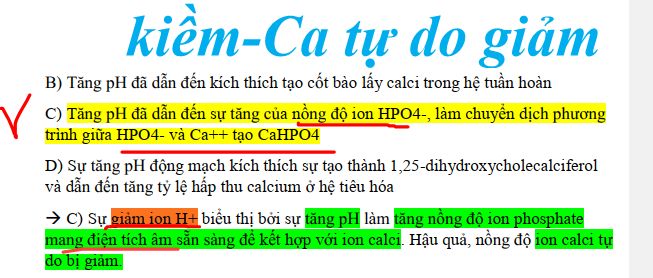 kiềm-Ca tự do giảm
B) Tăng pH đã dẫn đến kích thích tạo cốt bào lấy calci trong hệ tuần hoàn
C) Tăng pH đã dẫn đến sự tăng của nồng độ ion HPO4-, làm chuyển dịch phương
trình giữa HPO4- và Ca++ tạo CaHPO4
D) Sự tăng pH động mạch kích thích sự tạo thành 1,25-dihydroxycholecalciferol
và dẫn đến tăng tỷ lệ hấp thu calcium ở hệ tiêu hóa
→ C) Sự giảm ion H+ biểu thị bởi sự tăng pH làm tăng nồng độ ion phosphate
mang điện tích âm sẵn sàng để kết hợp với ion calci. Hậu quả, nồng độ ion calci tự
do bị giảm.